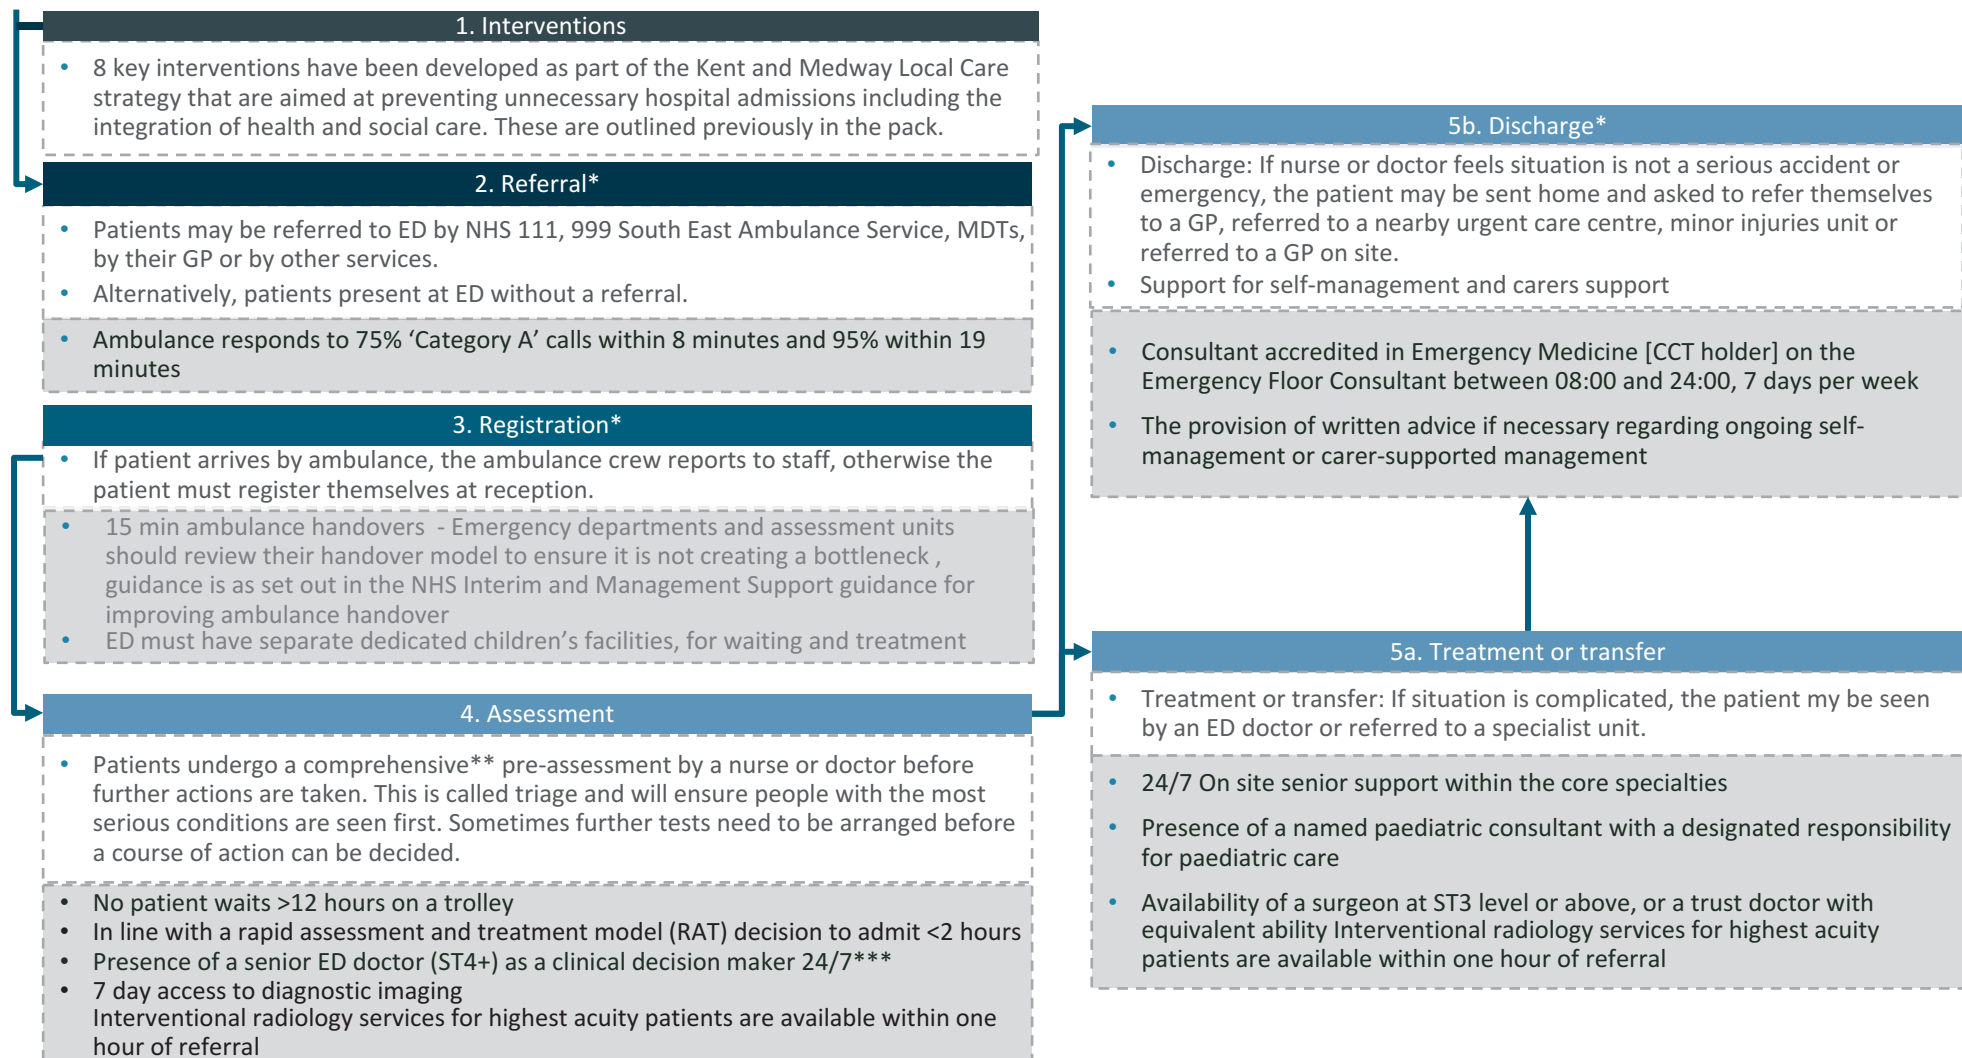 1. Interventions
• 8 key interventions have been developed as part of the Kent and Medway Local Care
strategy that are aimed at preventing unnecessary hospital admissions including the
integration of health and social care. These are outlined previously in the pack.
2. Referral*
• Patients may be referred to ED by NHS 111, 999 South East Ambulance Service, MDTs,
by their GP or by other services.
• Alternatively, patients present at ED without a referral.
• Ambulance responds to 75% ‘Category A’ calls within 8 minutes and 95% within 19
minutes
3. Registration*
• If patient arrives by ambulance, the ambulance crew reports to staff, otherwise the
patient must register themselves at reception.
• 15 min ambulance handovers - Emergency departments and assessment units
should review their handover model to ensure it is not creating a bottleneck ,
guidance is as set out in the NHS Interim and Management Support guidance for
improving ambulance handover
• ED must have separate dedicated children’s facilities, for waiting and treatment
4. Assessment
• Patients undergo a comprehensive** pre-assessment by a nurse or doctor before
further actions are taken. This is called triage and will ensure people with the most
serious conditions are seen first. Sometimes further tests need to be arranged before
a course of action can be decided.
• No patient waits >12 hours on a trolley
• In line with a rapid assessment and treatment model (RAT) decision to admit <2 hours
• Presence of a senior ED doctor (ST4+) as a clinical decision maker 24/7***
• 7 day access to diagnostic imaging
Interventional radiology services for highest acuity patients are available within one
hour of referral
5b. Discharge*
• Discharge: If nurse or doctor feels situation is not a serious accident or
emergency, the patient may be sent home and asked to refer themselves
to a GP, referred to a nearby urgent care centre, minor injuries unit or
referred to a GP on site.
• Support for self-management and carers support
• Consultant accredited in Emergency Medicine [CCT holder] on the
Emergency Floor Consultant between 08:00 and 24:00, 7 days per week
• The provision of written advice if necessary regarding ongoing self-
management or carer-supported management
5a. Treatment or transfer
• Treatment or transfer: If situation is complicated, the patient my be seen
by an ED doctor or referred to a specialist unit.
• 24/7 On site senior support within the core specialties
• Presence of a named paediatric consultant with a designated responsibility
for paediatric care
• Availability of a surgeon at ST3 level or above, or a trust doctor with
equivalent ability Interventional radiology services for highest acuity
patients are available within one hour of referral